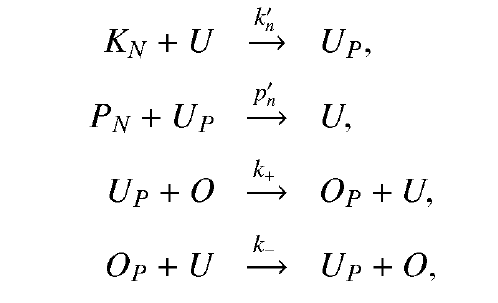 K_N + U \xrightarrow{k'_n} U_P,
P_N + U_P \xrightarrow{p'_n} U,
U_P + O \xrightarrow{k_+} O_P + U,
O_P + U \xrightarrow{k_-} U_P + O,